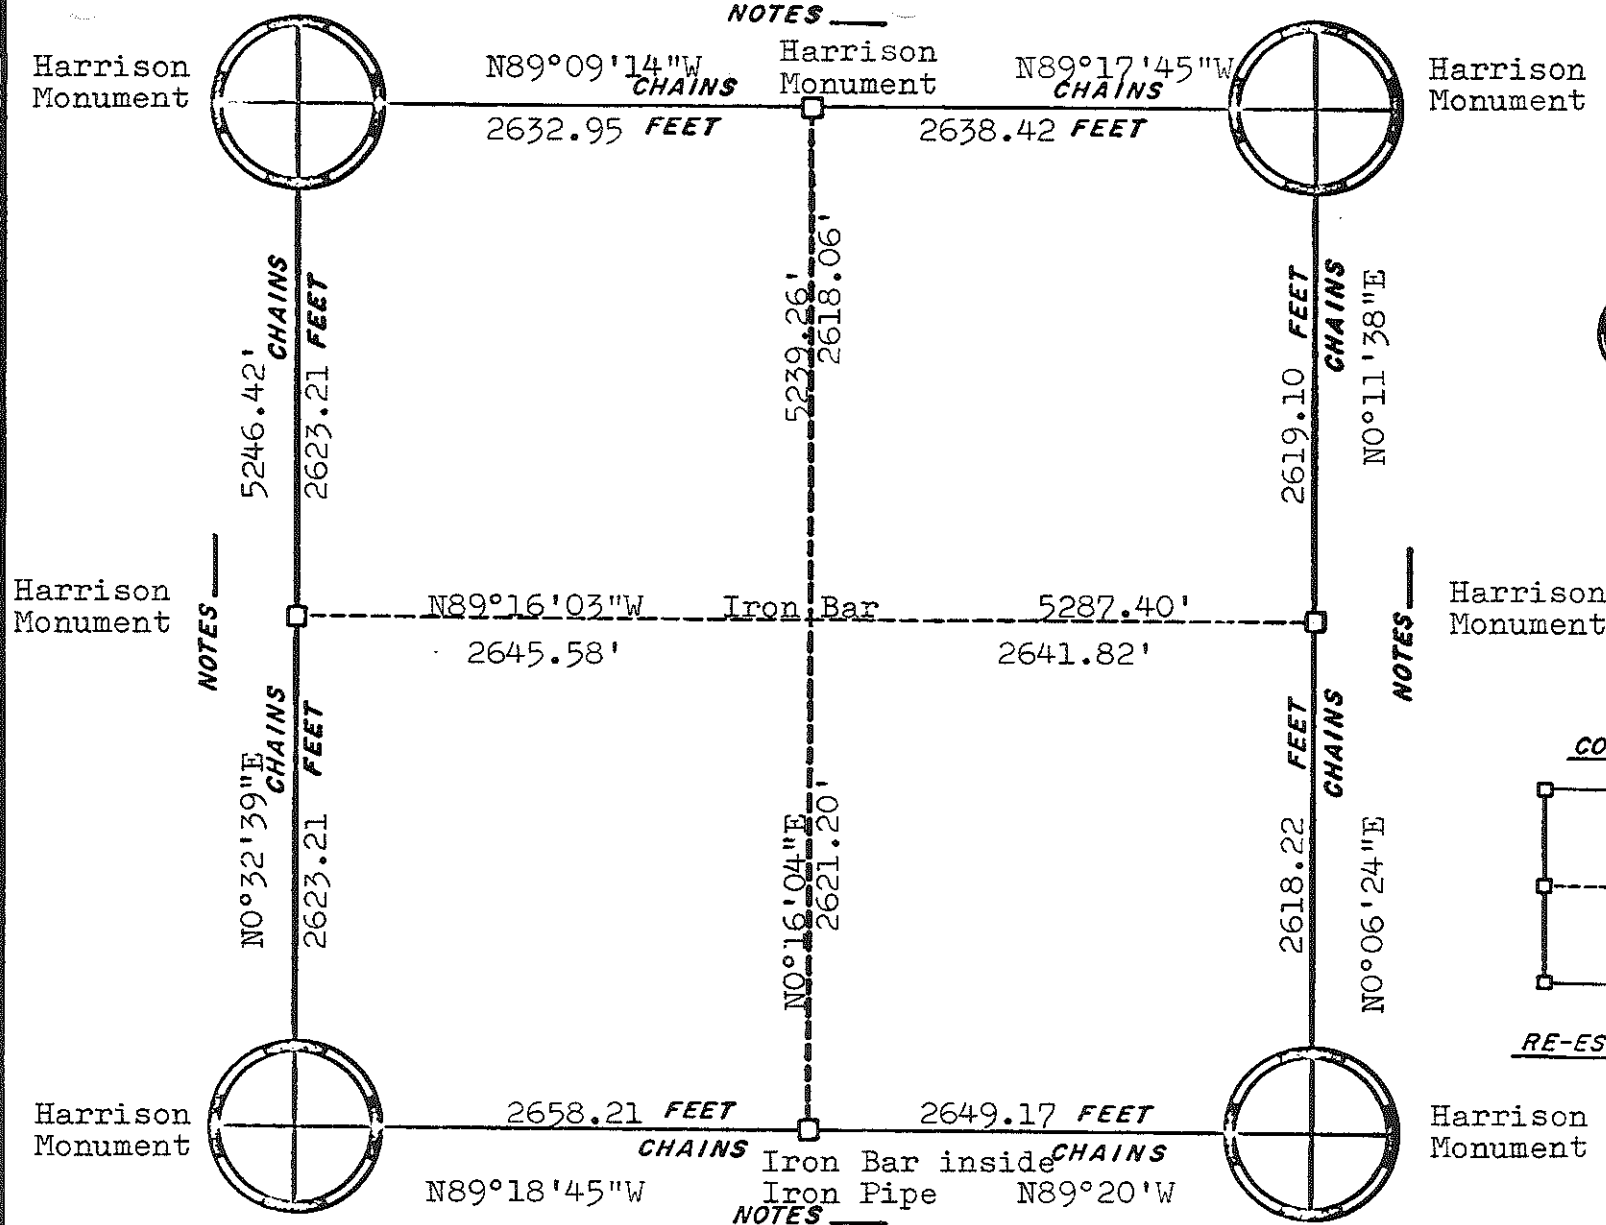 NOTES
Harrison
Monument
N89°09'14"W
CHAINS
2632.95 FEET
Harrison
Monument
N89°17'45"W
CHAINS
2638.42 FEET
Harrison
Monument
5246.42'
CHAINS
2623.21 FEET
5239.26'
2618.06'
2619.10 FEET
CHAINS
N0°11'38"E
Harrison
Monument
NOTES
N89°16'03"W
Iron Bar
5287.40'
2645.58'
2641.82'
NOTES
Harrison
Monument
N0°32'39"E
CHAINS
2623.21 FEET
N0°16'04"E
2621.20'
2618.22 FEET
CHAINS
N0°06'24"E
CO
RE-ES
Harrison
Monument
2658.21 FEET
CHAINS
N89°18'45"W
Iron Bar inside
Iron Pipe
2649.17 FEET
CHAINS
N89°20'W
Harrison
Monument
NOTES